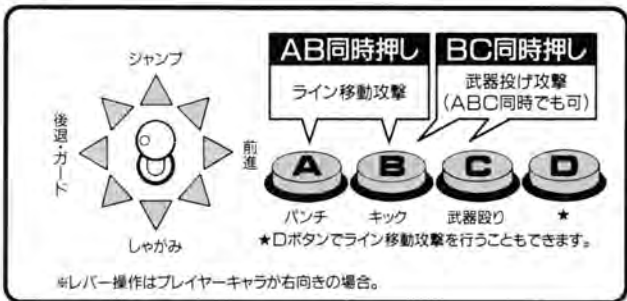 AB同時押し
BC同時押し
ライン移動攻撃
武器投げ攻撃
(ABC同時でも可)
ジャンプ
後退・ガード
前進
しゃがみ
A
B
C
D
パンチ
キック
武器殴り
★
★Dボタンでライン移動攻撃を行うこともできます。
※レバー操作はプレイヤーキャラが右向きの場合。